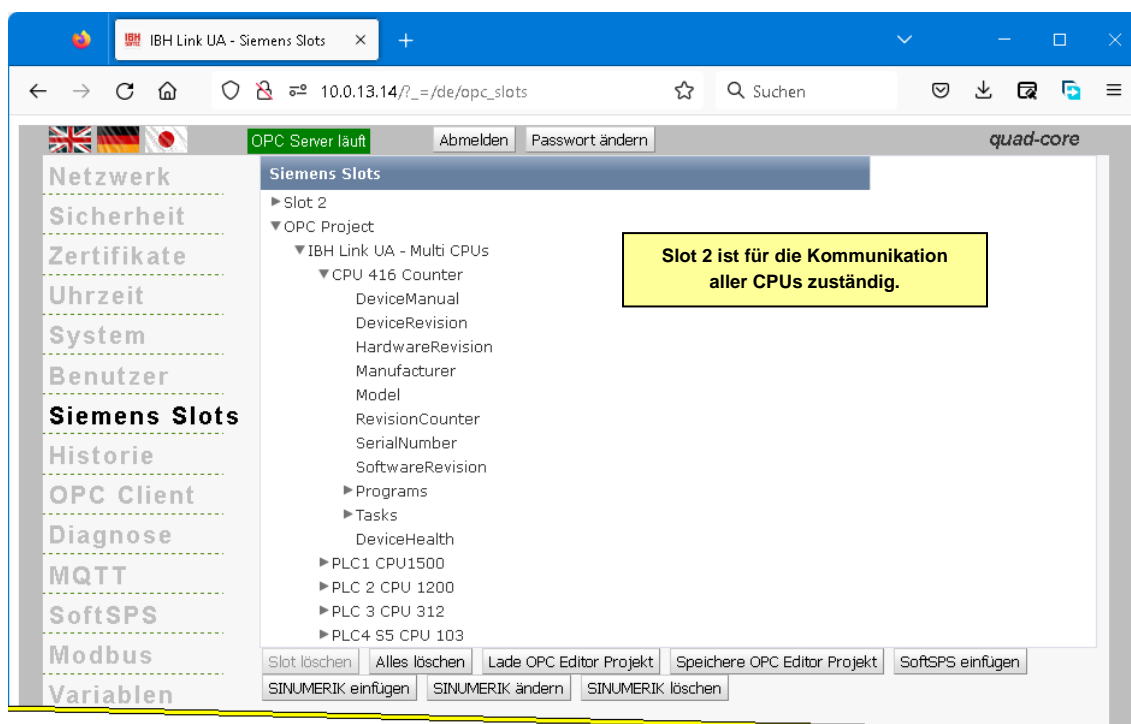 IBH
IBH Link UA - Siemens Slots
10.0.13.14/?_=/de/opc_slots
Suchen
OPC Server läuft
Abmelden
Passwort ändern
quad-core
Netzwerk
Sicherheit
Zertifikate
Uhrzeit
System
Benutzer
Siemens Slots
Historie
OPC Client
Diagnose
MQTT
SoftSPS
Modbus
Variablen
Siemens Slots
Slot 2
OPC Project
IBH Link UA - Multi CPUs
CPU 416 Counter
DeviceManual
DeviceRevision
HardwareRevision
Manufacturer
Model
RevisionCounter
SerialNumber
SoftwareRevision
Programs
Tasks
DeviceHealth
PLC1 CPU1500
PLC 2 CPU 1200
PLC 3 CPU 312
PLC4 S5 CPU 103
Slot 2 ist für die Kommunikation
aller CPUs zuständig.
Slot löschen
Alles löschen
Lade OPC Editor Projekt
Speichere OPC Editor Projekt
SoftSPS einfügen
SINUMERIK einfügen
SINUMERIK ändern
SINUMERIK löschen